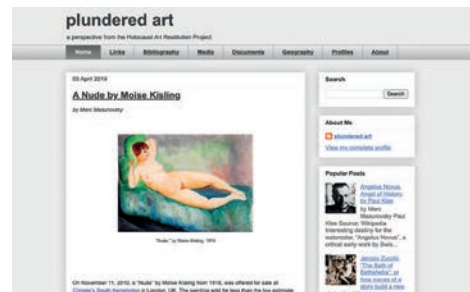 plundered art
a perspective from the Holocaust Art Restitution Project
Home Links Bibliography Media Documents Geography Profiles About
03 April 2019
A Nude by Moise Kisling
by Marc Masurovsky
"Nude" by Moise Kisling, 1918
On November 11, 2010, a "Nude" by Moise Kisling from 1918, was offered for sale at
Christie's South Kensington in London, UK. The painting sold for less than the low estimate
Search
Search
About Me
plundered art
View my complete profile
Popular Posts
Angelus Novus,
Angel of History,
by Paul Klee
by Marc
Masurovsky Paul
Klee Source: Wikipedia
Interesting destiny for the
watercolor, "Angelus Novus", a
critical early work by Swis...
Jacopo Zucchi,
"The Bath of
Bathsheba", or
how pieces of a
story build a new